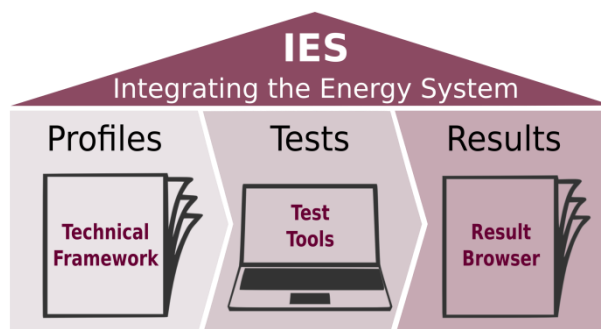 IES
Integrating the Energy System
Profiles
Tests
Results
Technical
Framework
Test
Tools
Result
Browser